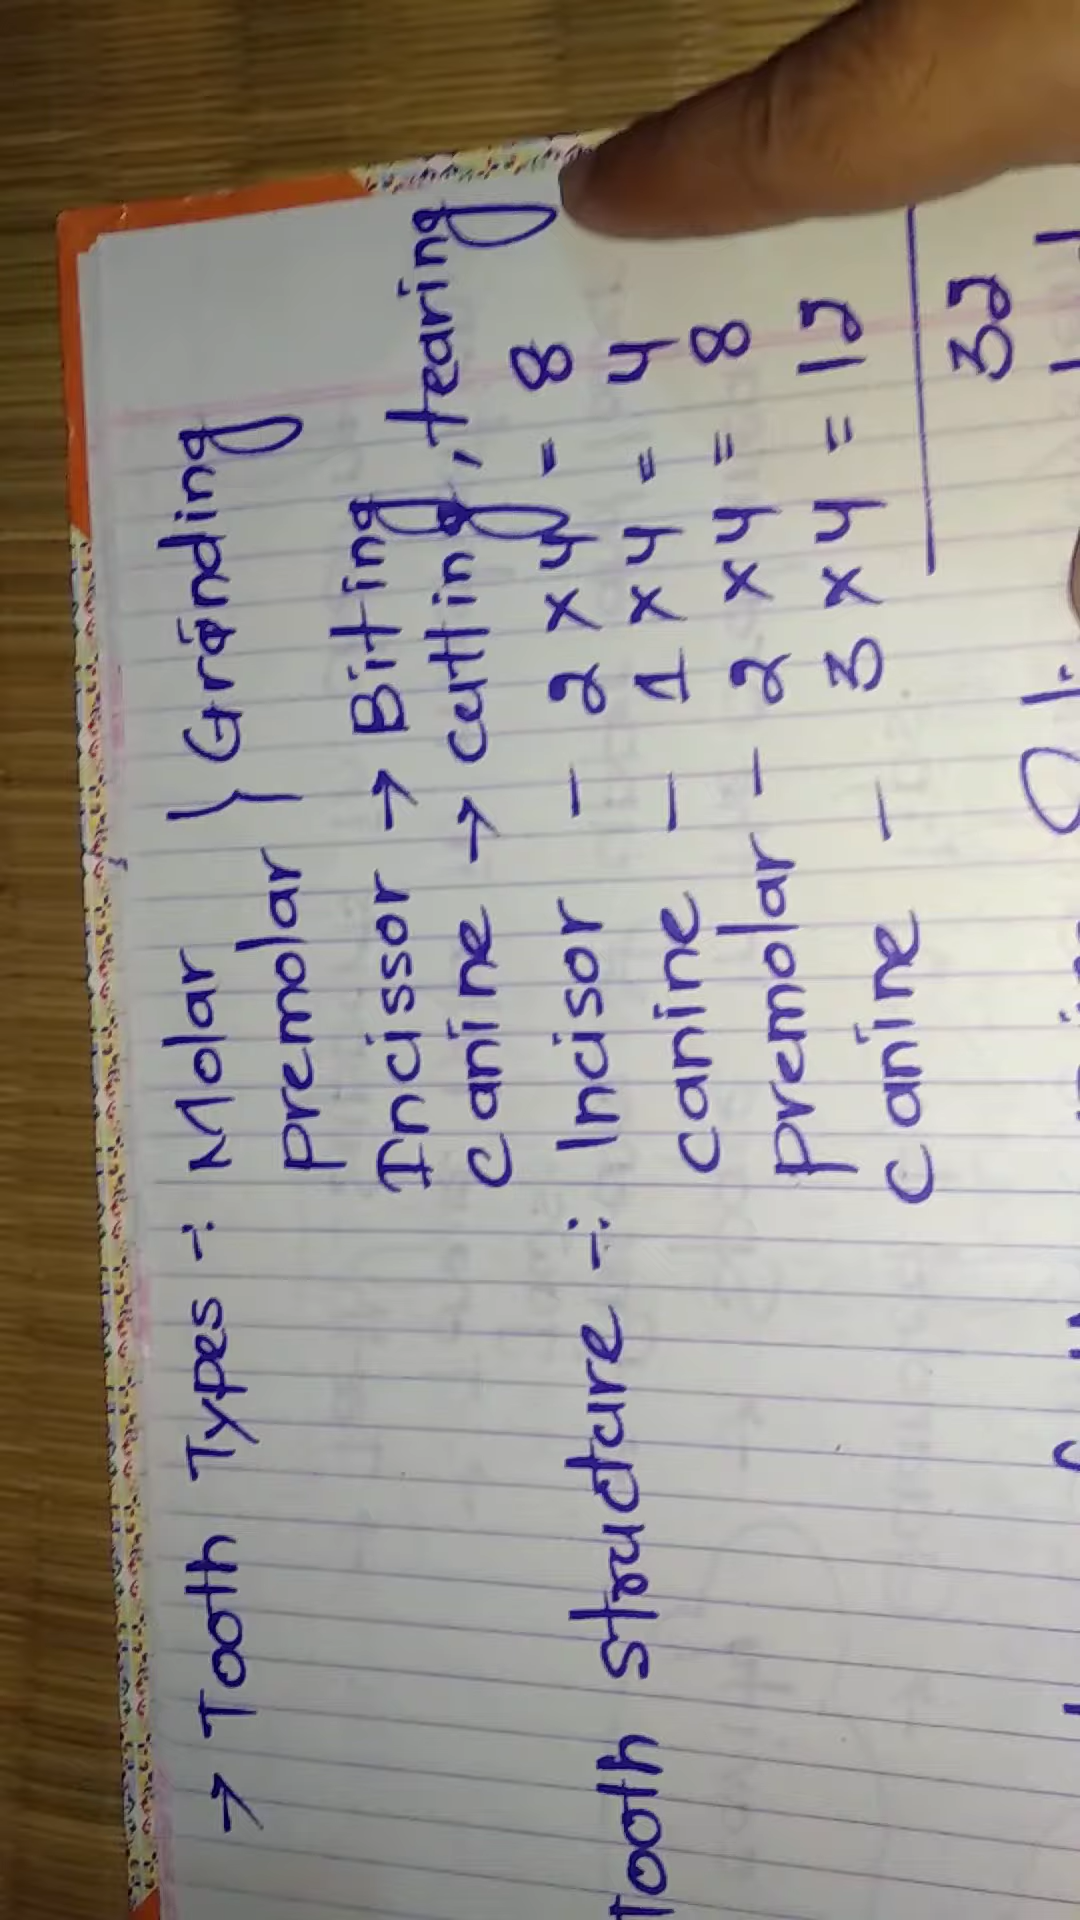 → Tooth Types -: Molar } Grinding
premolar
Incissor → Biting
canine → cutting, tearing
Tooth structure -: Incisor - 2 x 4 = 8
canine - 1 x 4 = 4
premolar - 2 x 4 = 8
canine - 3 x 4 = 12
32